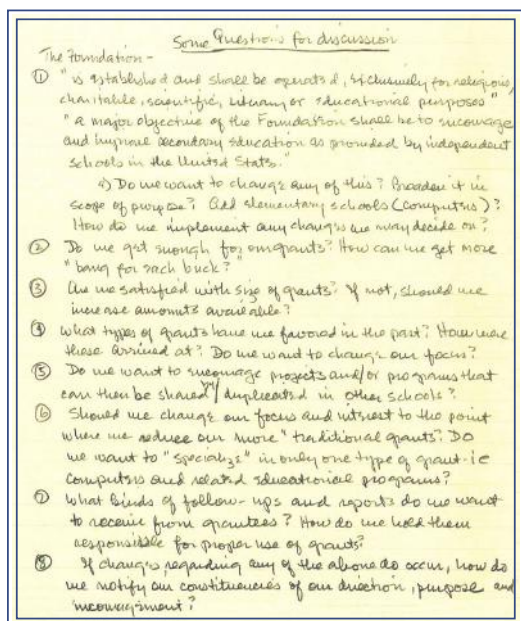 Some Questions for discussion
The Foundation -
① "is established and shall be operated, exclusively for religious,
charitable, scientific, literary or educational purposes"
"a major objective of the Foundation shall be to encourage
and improve secondary education as provided by independent
schools in the United States."
a) Do we want to change any of this? Broaden it in
scope of purpose? Add elementary schools (computers)?
How do we implement any changes we may decide on?
② Do we get enough for our grants? How can we get more
"bang for each buck?"
③ Are we satisfied with size of grants? If not, should we
increase amounts available?
④ What types of grants have we favored in the past? How were
these arrived at? Do we want to change our focus?
⑤ Do we want to encourage projects and/or programs that
can then be shared / duplicated in other schools?
⑥ Should we change our focus and interest to the point
where we reduce our more "traditional grants? Do
we want to "specialize" in only one type of grant - ie
computers and related educational programs?
⑦ What kinds of follow-ups and reports do we want
to receive from grantees? How do we hold them
responsible for proper use of grants?
⑧ If changes regarding any of the above do occur, how do
we notify our constituencies of our direction, purpose and
encouragement?